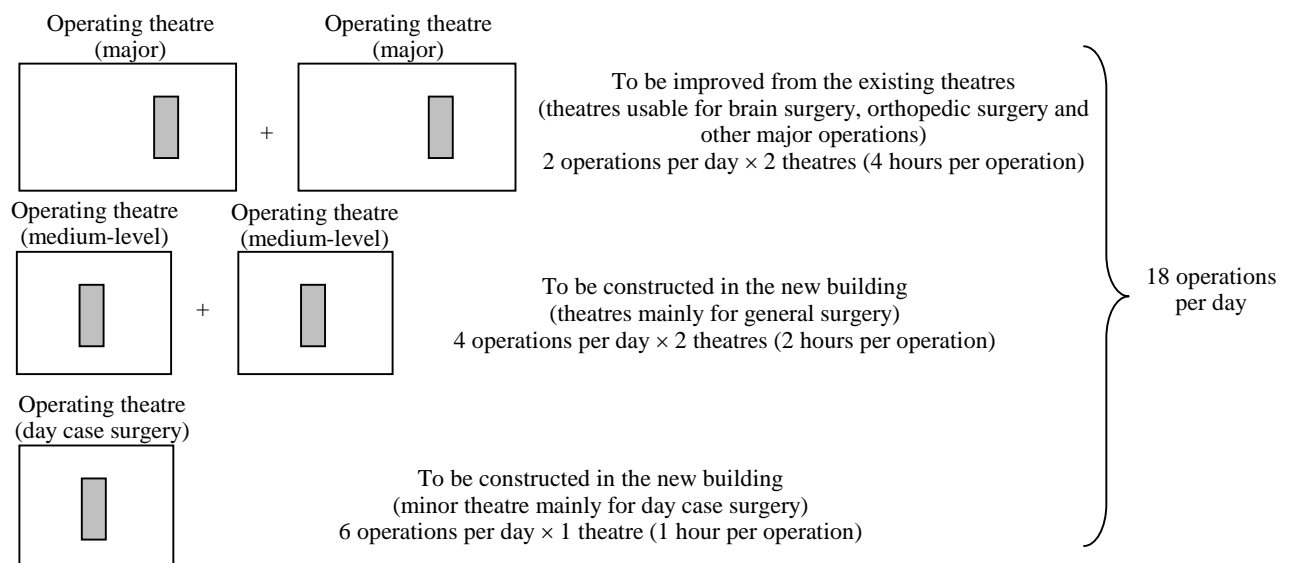 Operating theatre
(major)
Operating theatre
(major)
+
To be improved from the existing theatres
(theatres usable for brain surgery, orthopedic surgery and
other major operations)
2 operations per day × 2 theatres (4 hours per operation)
Operating theatre
(medium-level)
Operating theatre
(medium-level)
+
To be constructed in the new building
(theatres mainly for general surgery)
4 operations per day × 2 theatres (2 hours per operation)
18 operations
per day
Operating theatre
(day case surgery)
To be constructed in the new building
(minor theatre mainly for day case surgery)
6 operations per day × 1 theatre (1 hour per operation)